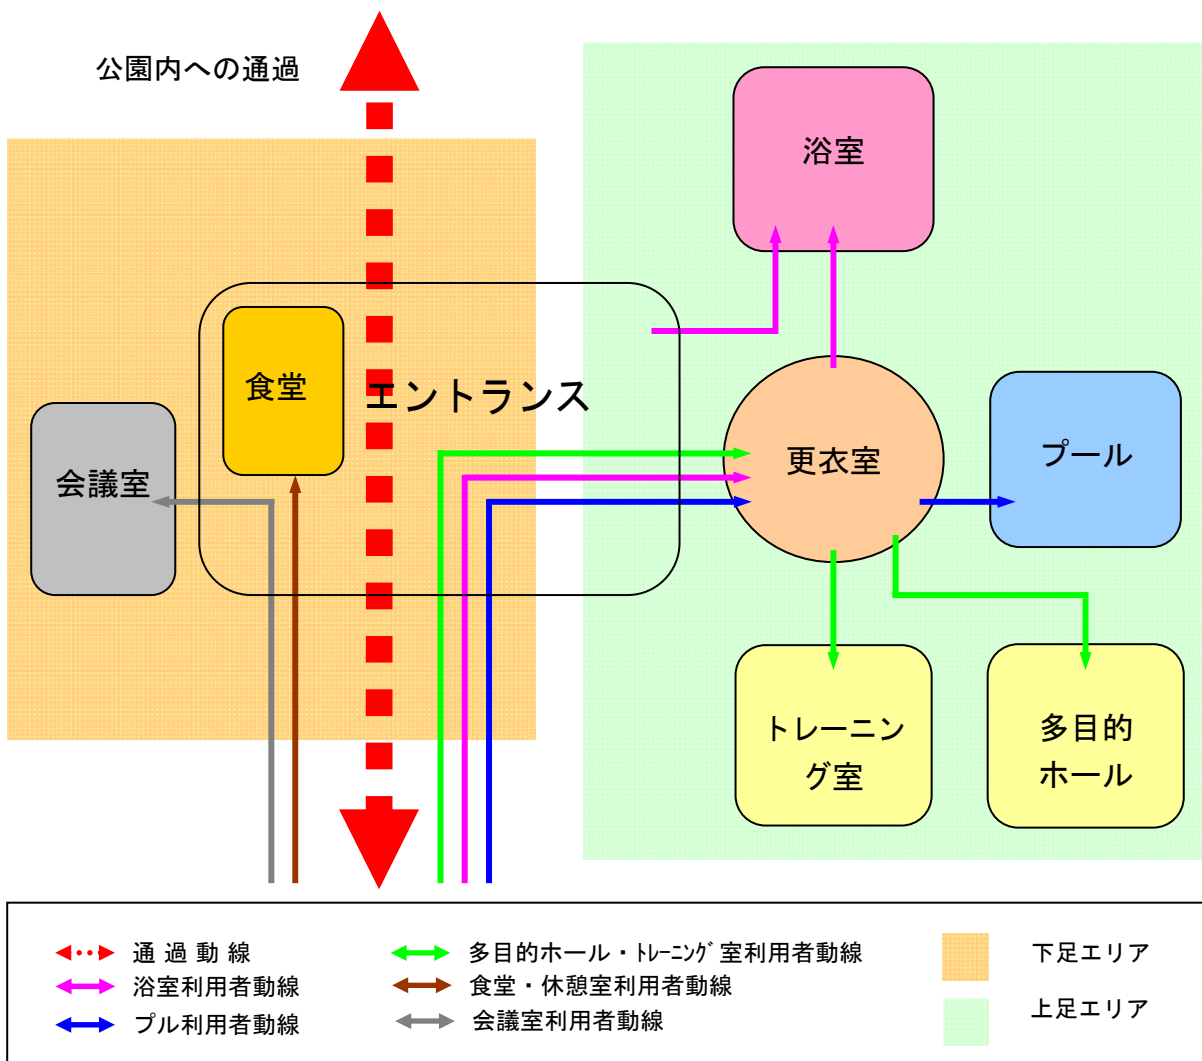 公園内への通過
浴室
食堂
エントランス
会議室
更衣室
プール
トレーニン
グ室
多目的
ホール
通 過 動 線
浴室利用者動線
プル利用者動線
多目的ホール・ﾄﾚｰﾆﾝｸﾞ室利用者動線
食堂・休憩室利用者動線
会議室利用者動線
下足エリア
上足エリア